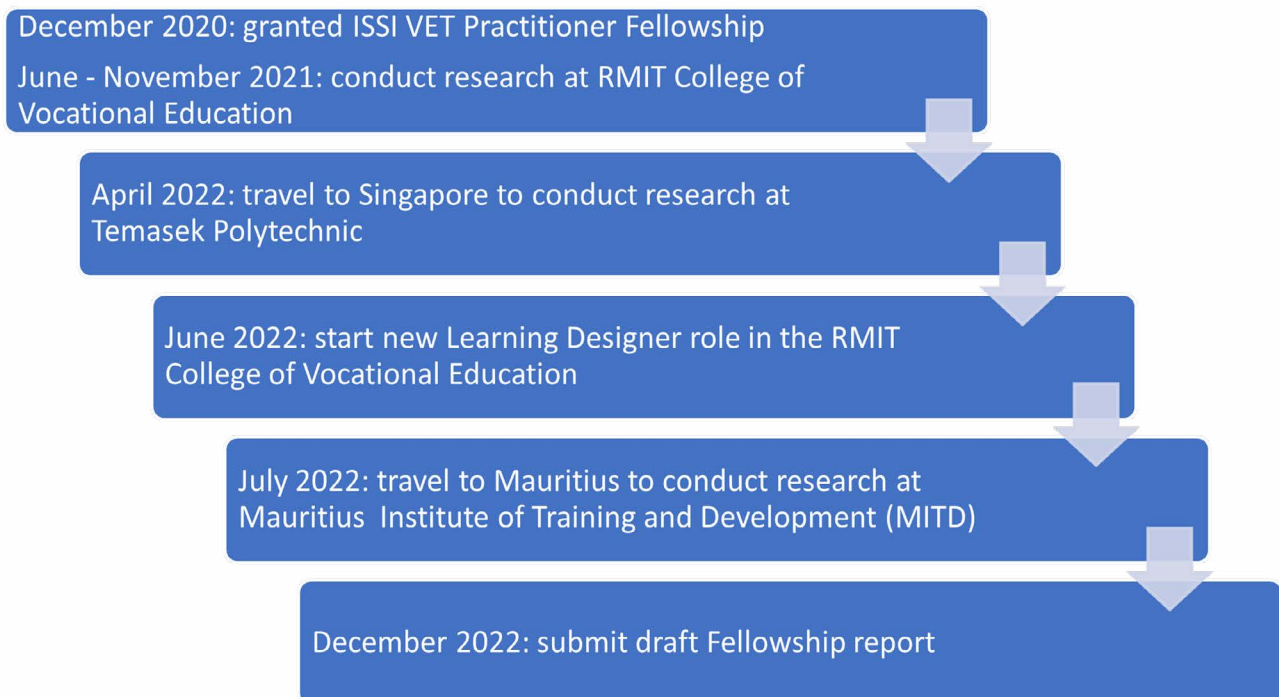 December 2020: granted ISSI VET Practitioner Fellowship
June - November 2021: conduct research at RMIT College of
Vocational Education
April 2022: travel to Singapore to conduct research at
Temasek Polytechnic
June 2022: start new Learning Designer role in the RMIT
College of Vocational Education
July 2022: travel to Mauritius to conduct research at
Mauritius  Institute of Training and Development (MITD)
December 2022: submit draft Fellowship report